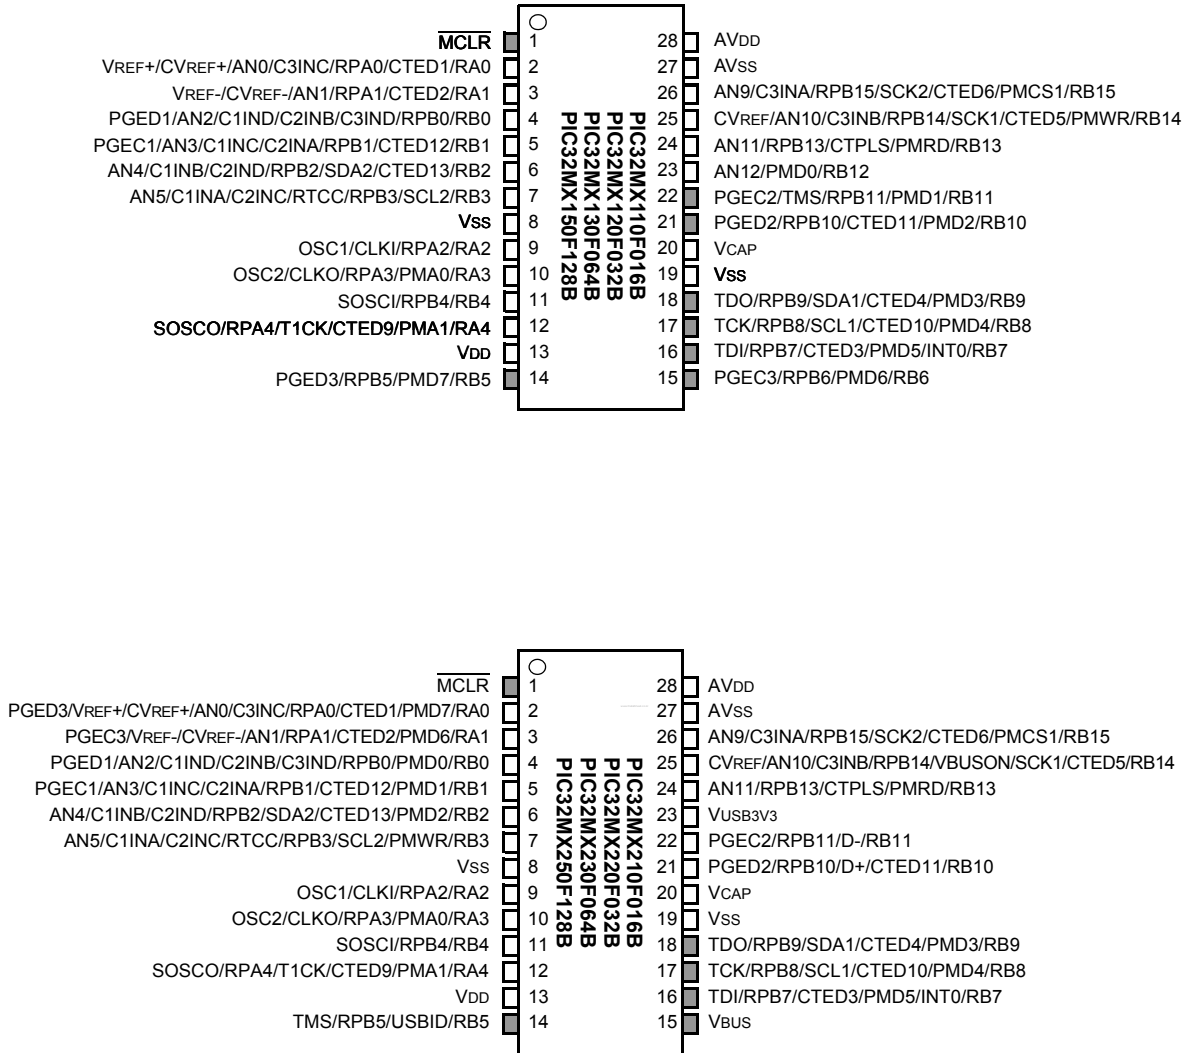 MCLR 1 28 AVDD
VREF+/CVREF+/AN0/C3INC/RPA0/CTED1/RA0 2 27 AVSS
VREF-/CVREF-/AN1/RPA1/CTED2/RA1 3 26 AN9/C3INA/RPB15/SCK2/CTED6/PMCS1/RB15
PGED1/AN2/C1IND/C2INB/C3IND/RPB0/RB0 4 25 CVREF/AN10/C3INB/RPB14/SCK1/CTED5/PMWR/RB14
PGEC1/AN3/C1INC/C2INA/RPB1/CTED12/RB1 5 24 AN11/RPB13/CTPLS/PMRD/RB13
AN4/C1INB/C2IND/RPB2/SDA2/CTED13/RB2 6 23 AN12/PMD0/RB12
AN5/C1INA/C2INC/RTCC/RPB3/SCL2/RB3 7 22 PGEC2/TMS/RPB11/PMD1/RB11
VSS 8 21 PGED2/RPB10/CTED11/PMD2/RB10
OSC1/CLKI/RPA2/RA2 9 20 VCAP
OSC2/CLKO/RPA3/PMA0/RA3 10 19 VSS
SOSCI/RPB4/RB4 11 18 TDO/RPB9/SDA1/CTED4/PMD3/RB9
SOSCO/RPA4/T1CK/CTED9/PMA1/RA4 12 17 TCK/RPB8/SCL1/CTED10/PMD4/RB8
VDD 13 16 TDI/RPB7/CTED3/PMD5/INT0/RB7
PGED3/RPB5/PMD7/RB5 14 15 PGEC3/RPB6/PMD6/RB6
PIC32MX110F016B
PIC32MX120F032B
PIC32MX130F064B
PIC32MX150F128B
MCLR 1 28 AVDD
PGED3/VREF+/CVREF+/AN0/C3INC/RPA0/CTED1/PMD7/RA0 2 27 AVSS
PGEC3/VREF-/CVREF-/AN1/RPA1/CTED2/PMD6/RA1 3 26 AN9/C3INA/RPB15/SCK2/CTED6/PMCS1/RB15
PGED1/AN2/C1IND/C2INB/C3IND/RPB0/PMD0/RB0 4 25 CVREF/AN10/C3INB/RPB14/VBUSON/SCK1/CTED5/RB14
PGEC1/AN3/C1INC/C2INA/RPB1/CTED12/PMD1/RB1 5 24 AN11/RPB13/CTPLS/PMRD/RB13
AN4/C1INB/C2IND/RPB2/SDA2/CTED13/PMD2/RB2 6 23 VUSB3V3
AN5/C1INA/C2INC/RTCC/RPB3/SCL2/PMWR/RB3 7 22 PGEC2/RPB11/D-/RB11
VSS 8 21 PGED2/RPB10/D+/CTED11/RB10
OSC1/CLKI/RPA2/RA2 9 20 VCAP
OSC2/CLKO/RPA3/PMA0/RA3 10 19 VSS
SOSCI/RPB4/RB4 11 18 TDO/RPB9/SDA1/CTED4/PMD3/RB9
SOSCO/RPA4/T1CK/CTED9/PMA1/RA4 12 17 TCK/RPB8/SCL1/CTED10/PMD4/RB8
VDD 13 16 TDI/RPB7/CTED3/PMD5/INT0/RB7
TMS/RPB5/USBID/RB5 14 15 VBUS
PIC32MX210F016B
PIC32MX220F032B
PIC32MX230F064B
PIC32MX250F128B